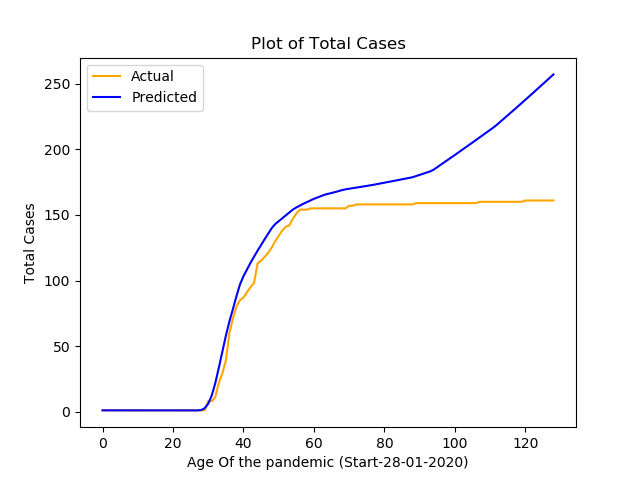 Plot of Total Cases
Actual
Predicted
250
200
150
100
50
0
Total Cases
0 20 40 60 80 100 120
Age Of the pandemic (Start-28-01-2020)